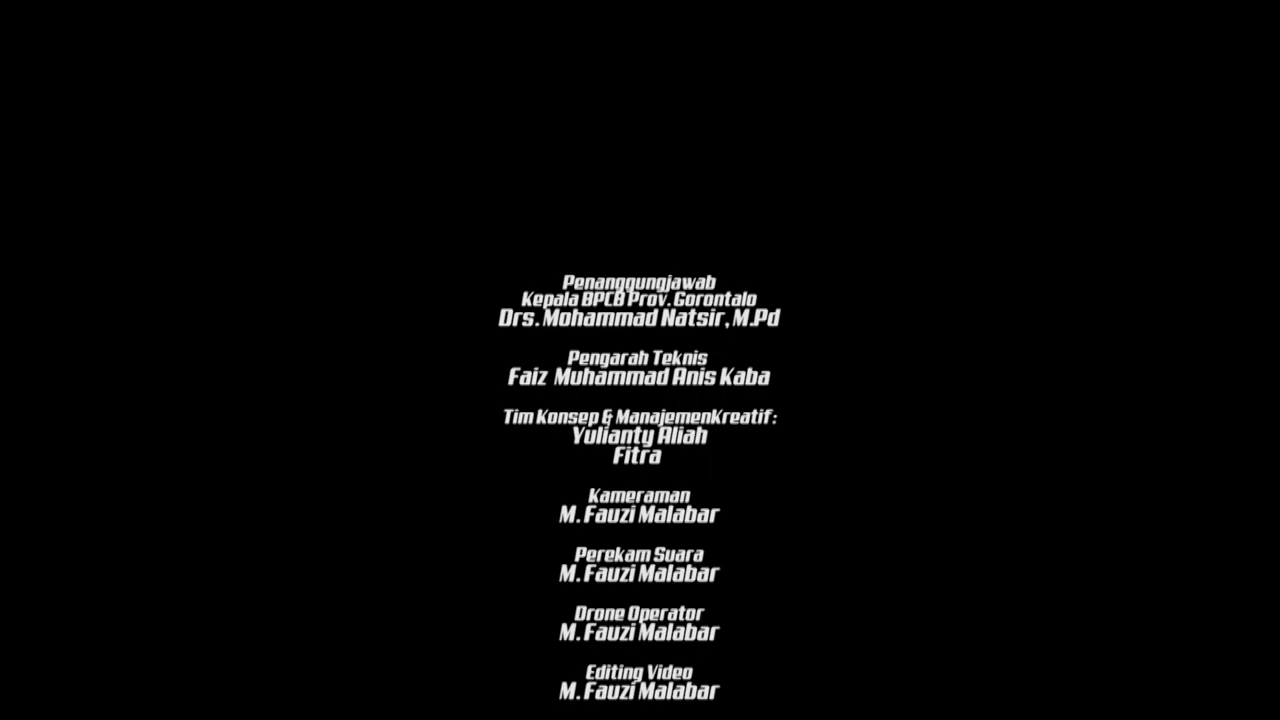 Penanggungjawab
Kepala BPCB Prov. Gorontalo
Drs. Mohammad Natsir, M.Pd
Pengarah Teknis
Faiz Muhammad Anis Kaba
Tim Konsep & ManajemenKreatif:
Yulianty Aliah
Fitra
Kameraman
M. Fauzi Malabar
Perekam Suara
M. Fauzi Malabar
Drone Operator
M. Fauzi Malabar
Editing Video
M. Fauzi Malabar